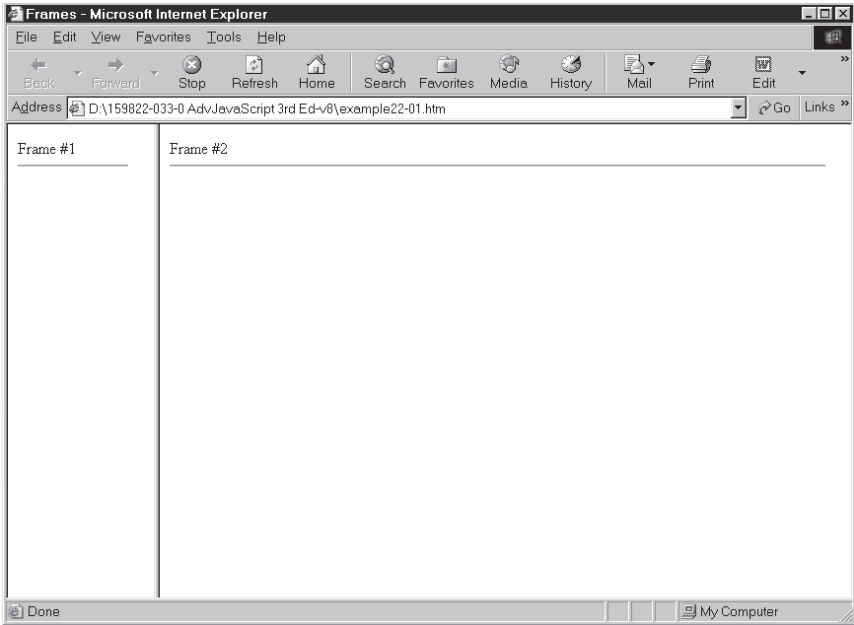 Frames - Microsoft Internet Explorer
File Edit View Favorites Tools Help
Back Forward Stop Refresh Home Search Favorites Media History Mail Print Edit »
Address D:\159822-033-0 AdvJavaScript 3rd Ed-v8\example22-01.htm Go Links »
Frame #1 Frame #2
Done My Computer